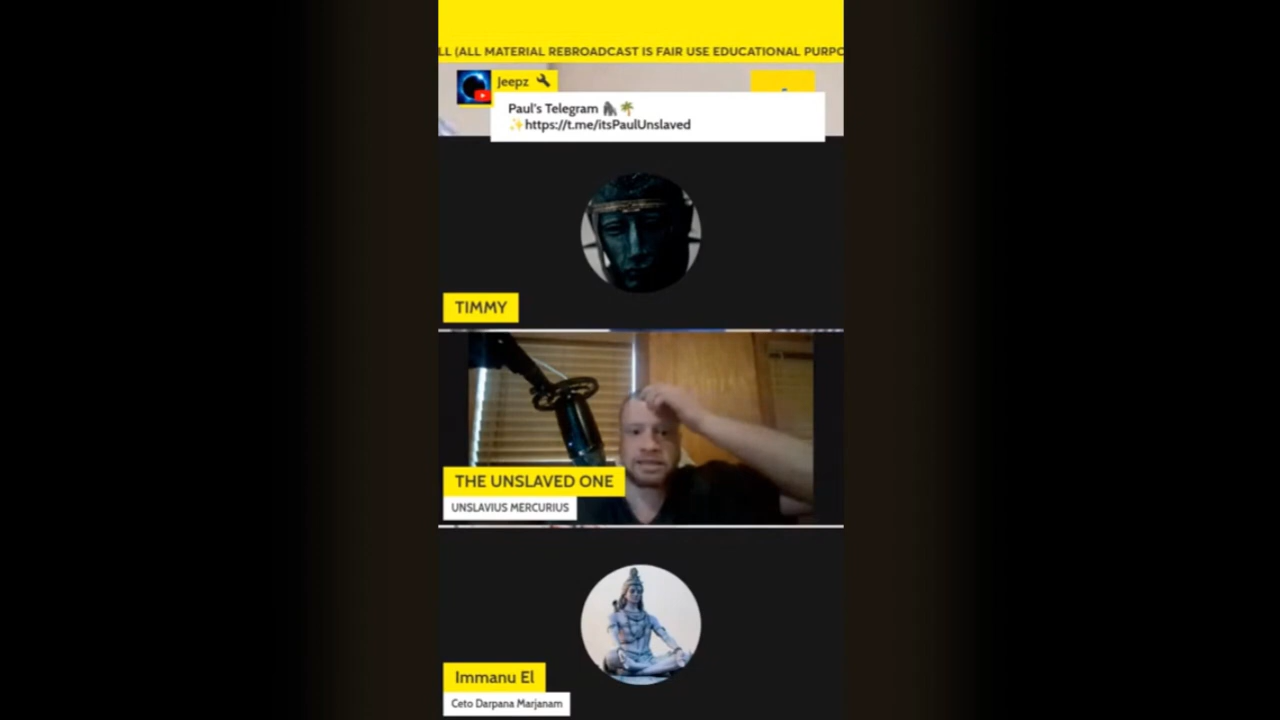 LL (ALL MATERIAL REBROADCAST IS FAIR USE EDUCATIONAL PURPO
Jeepz
Paul's Telegram 🦍🌴
✨https://t.me/itsPaulUnslaved
TIMMY
THE UNSLAVED ONE
UNSLAVIUS MERCURIUS
Immanu El
Ceto Darpana Marjanam